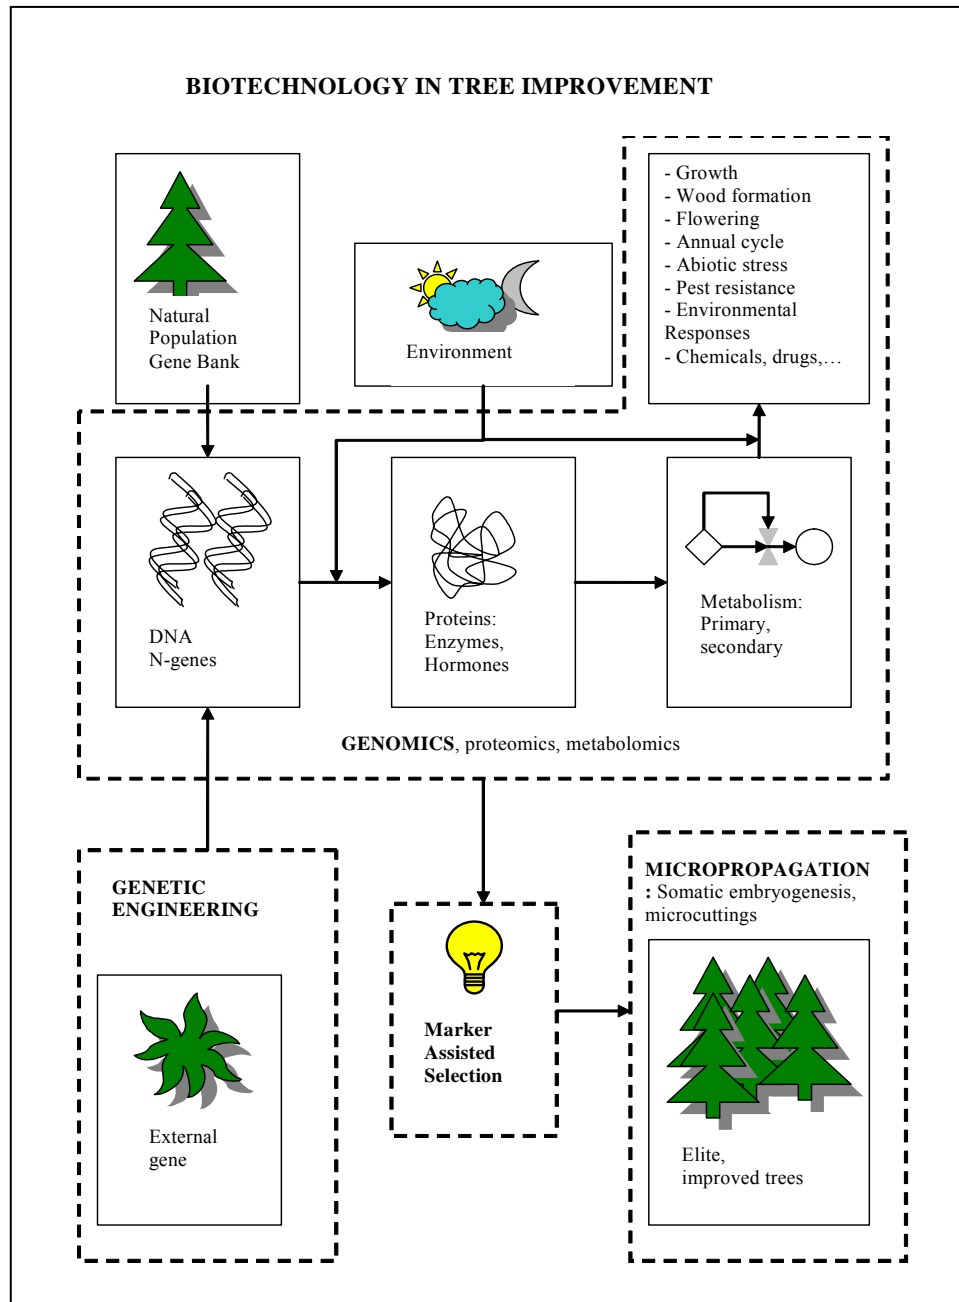 BIOTECHNOLOGY IN TREE IMPROVEMENT
Natural
Population
Gene Bank
Environment
- Growth
- Wood formation
- Flowering
- Annual cycle
- Abiotic stress
- Pest resistance
- Environmental
Responses
- Chemicals, drugs,…
DNA
N-genes
Proteins:
Enzymes,
Hormones
Metabolism:
Primary,
secondary
GENOMICS, proteomics, metabolomics
GENETIC
ENGINEERING
External
gene
Marker
Assisted
Selection
MICROPROPAGATION
: Somatic embryogenesis,
microcuttings
Elite,
improved trees